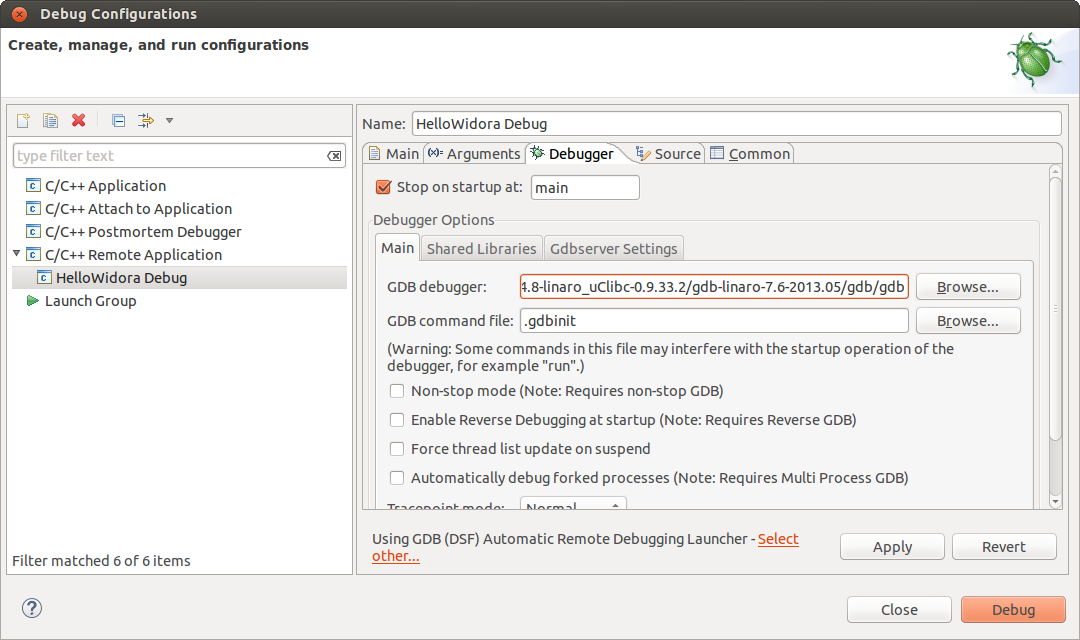 Debug Configurations
Create, manage, and run configurations
type filter text
C/C++ Application
C/C++ Attach to Application
C/C++ Postmortem Debugger
C/C++ Remote Application
HelloWidora Debug
Launch Group
Filter matched 6 of 6 items
Name: HelloWidora Debug
Main Arguments Debugger Source Common
Stop on startup at: main
Debugger Options
Main Shared Libraries Gdbserver Settings
GDB debugger: 4.8-linaro_uClibc-0.9.33.2/gdb-linaro-7.6-2013.05/gdb/gdb Browse...
GDB command file: .gdbinit Browse...
(Warning: Some commands in this file may interfere with the startup operation of the
debugger, for example "run".)
Non-stop mode (Note: Requires non-stop GDB)
Enable Reverse Debugging at startup (Note: Requires Reverse GDB)
Force thread list update on suspend
Automatically debug forked processes (Note: Requires Multi Process GDB)
Tracepoint mode: Normal
Using GDB (DSF) Automatic Remote Debugging Launcher - Select
other...
Apply Revert
Close Debug